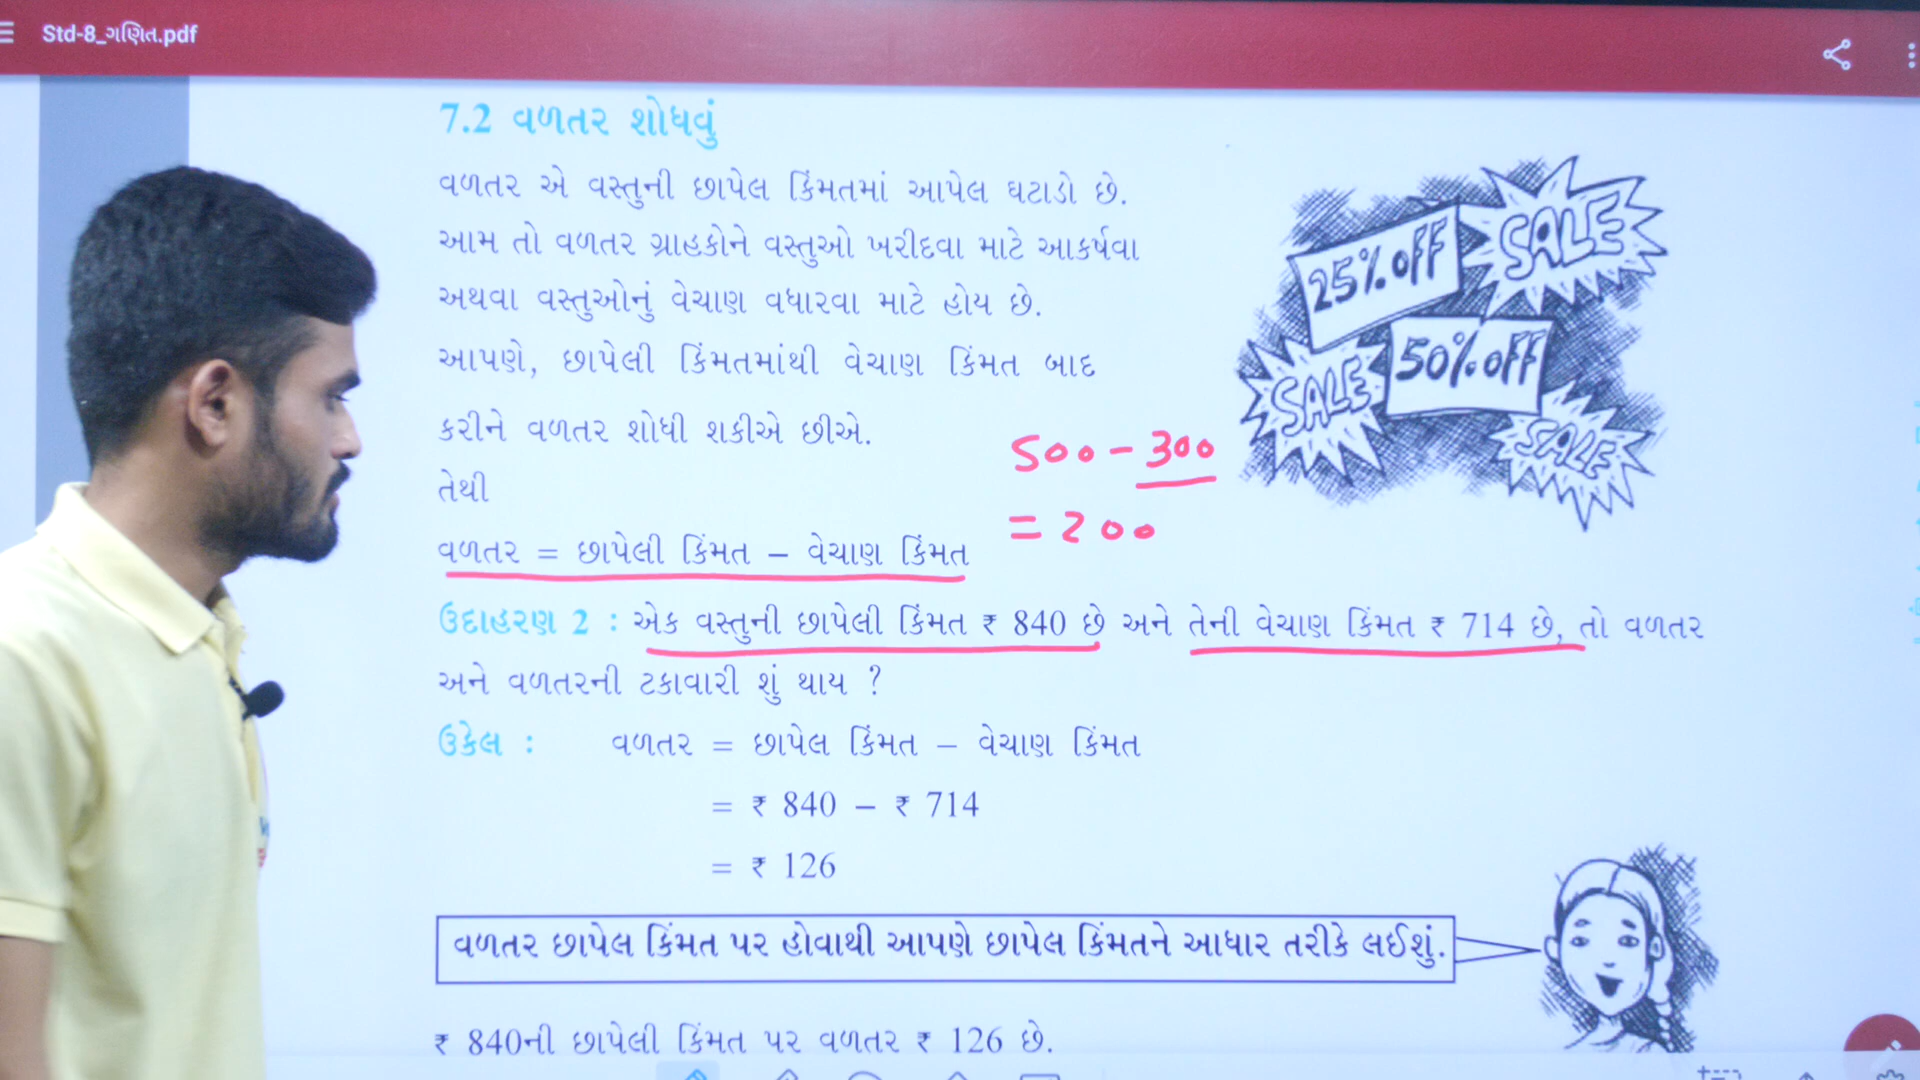 Std-8_ગણિત.pdf
7.2 વળતર શોધવું
વળતર એ વસ્તુની છાપેલ કિંમતમાં આપેલ ઘટાડો છે.
આમ તો વળતર ગ્રાહકોને વસ્તુઓ ખરીદવા માટે આકર્ષવા
અથવા વસ્તુઓનું વેચાણ વધારવા માટે હોય છે.
આપણે, છાપેલી કિંમતમાંથી વેચાણ કિંમત બાદ
કરીને વળતર શોધી શકીએ છીએ.
તેથી
વળતર = છાપેલી કિંમત – વેચાણ કિંમત
500 – 300
= 200
25% OFF
SALE
SALE
50% OFF
SALE
ઉદાહરણ 2 : એક વસ્તુની છાપેલી કિંમત ₹ 840 છે અને તેની વેચાણ કિંમત ₹ 714 છે, તો વળતર
અને વળતરની ટકાવારી શું થાય ?
ઉકેલ : વળતર = છાપેલ કિંમત – વેચાણ કિંમત
= ₹ 840 – ₹ 714
= ₹ 126
વળતર છાપેલ કિંમત પર હોવાથી આપણે છાપેલ કિંમતને આધાર તરીકે લઈશું.
₹ 840ની છાપેલી કિંમત પર વળતર ₹ 126 છે.